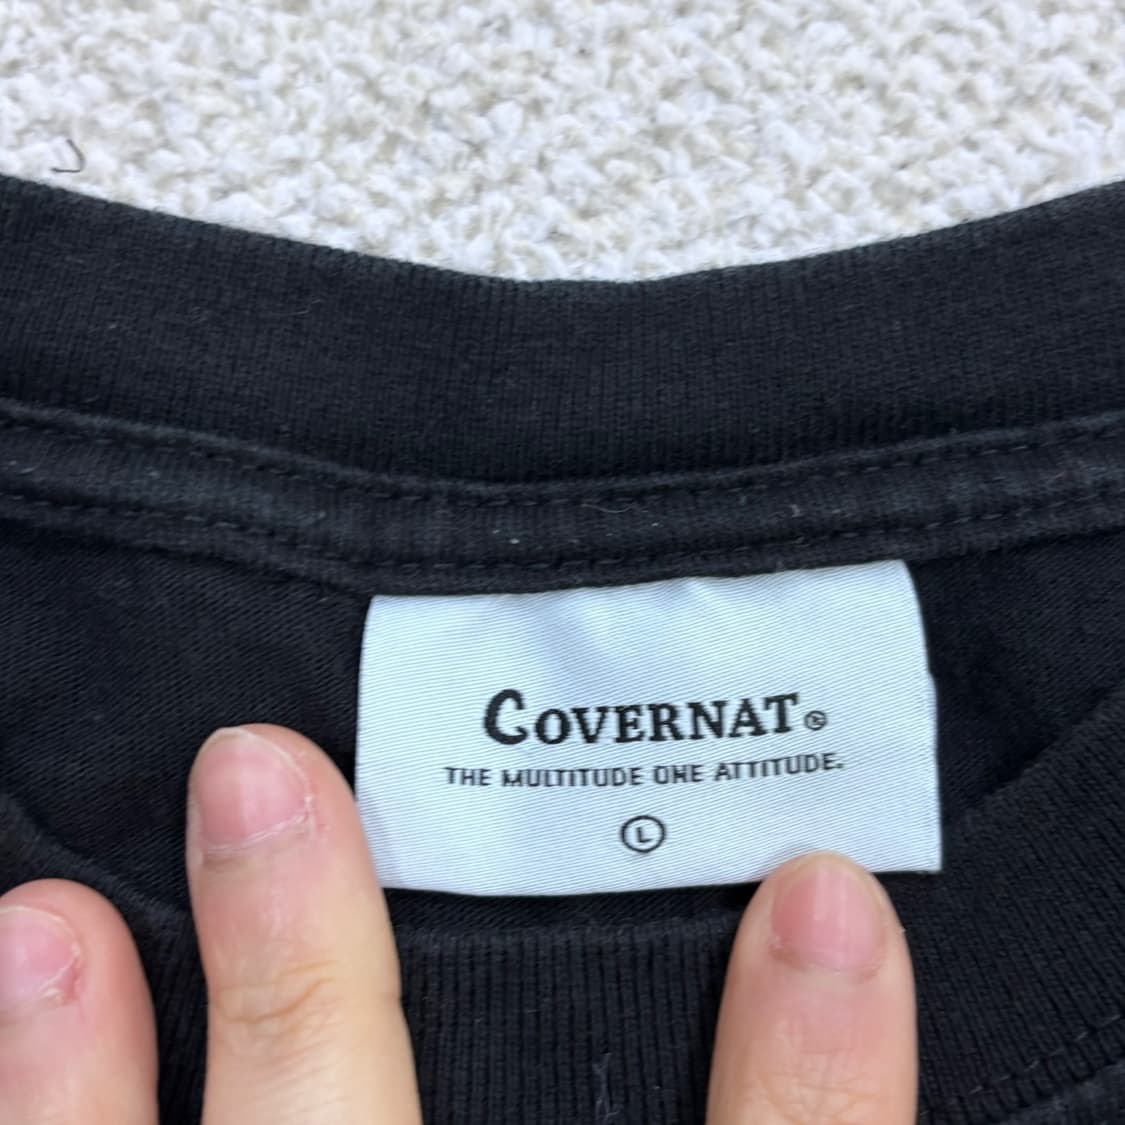 COVERNAT®
THE MULTITUDE ONE ATTITUDE.
L